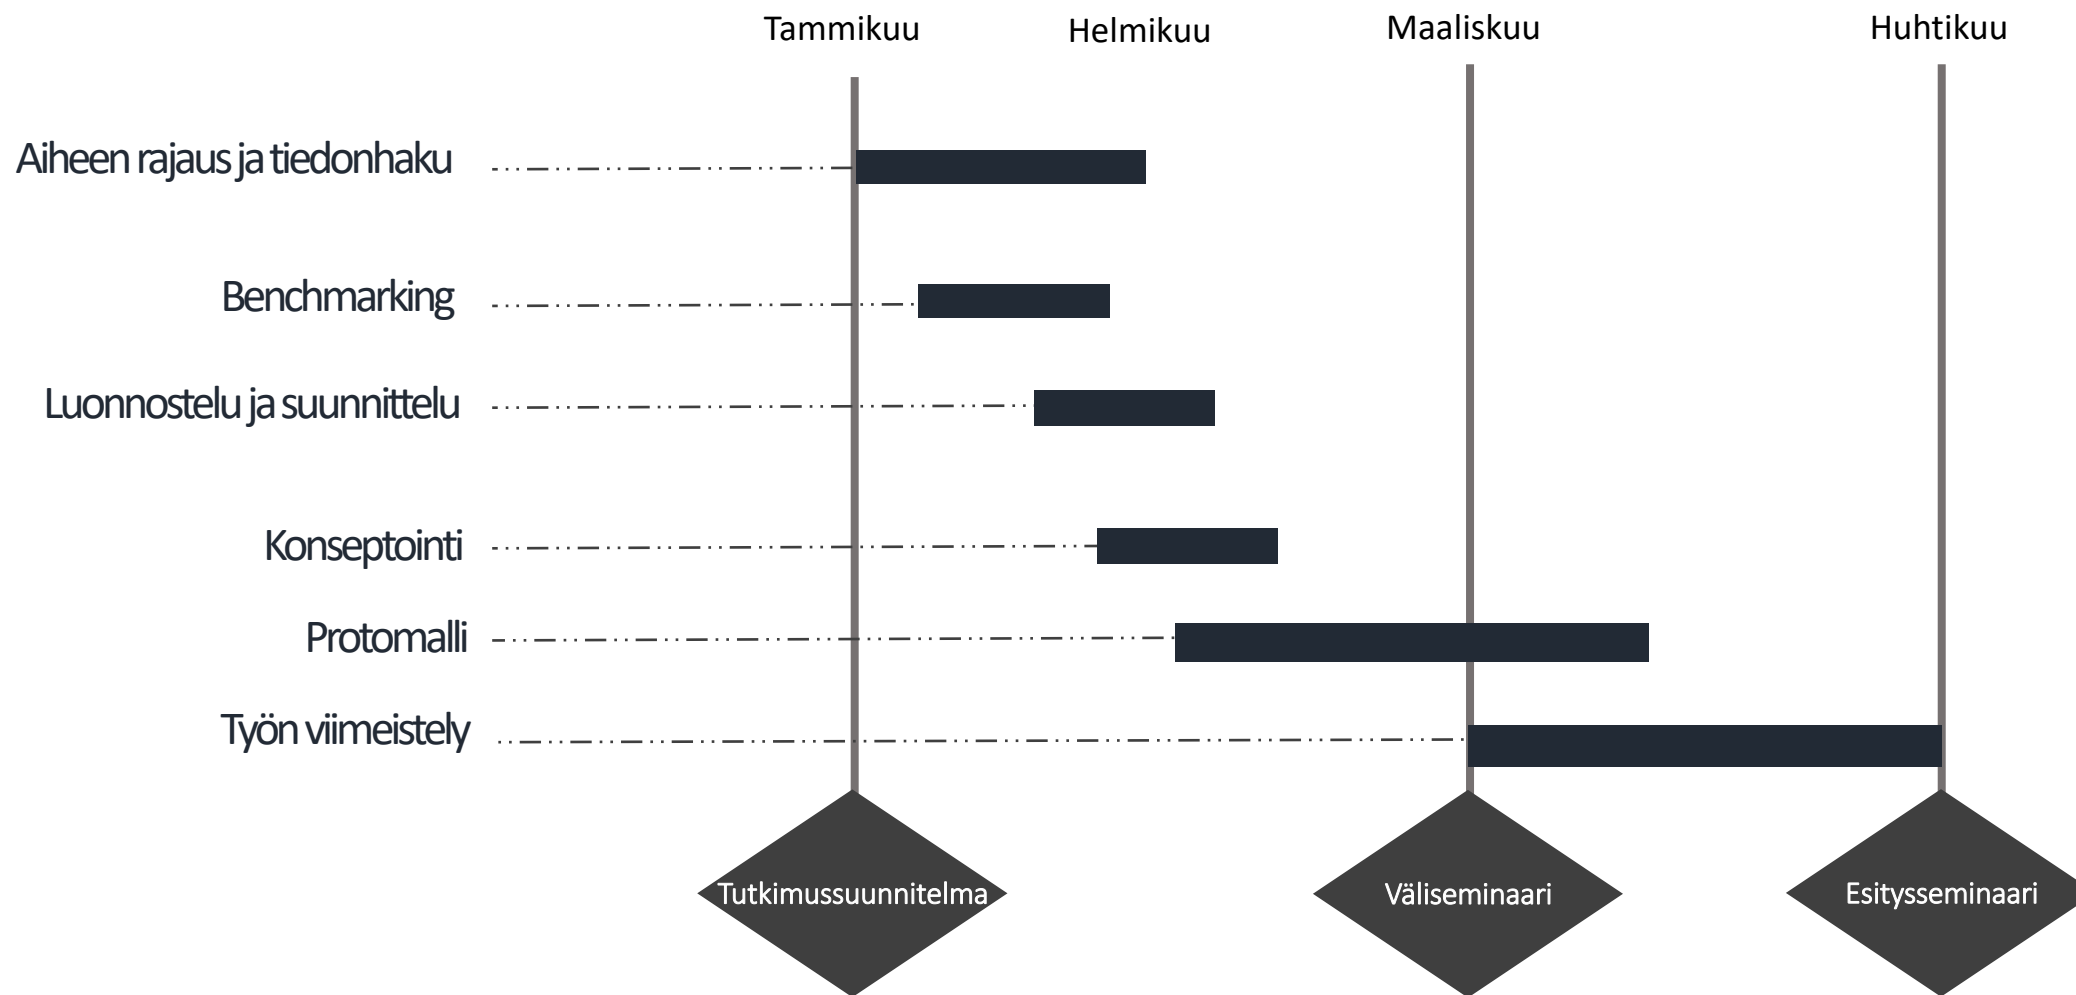 Tammikuu
Helmikuu
Maaliskuu
Huhtikuu
Aiheen rajaus ja tiedonhaku
Benchmarking
Luonnostelu ja suunnittelu
Konseptointi
Protomalli
Työn viimeistely
Tutkimussuunnitelma
Väliseminaari
Esitysseminaari